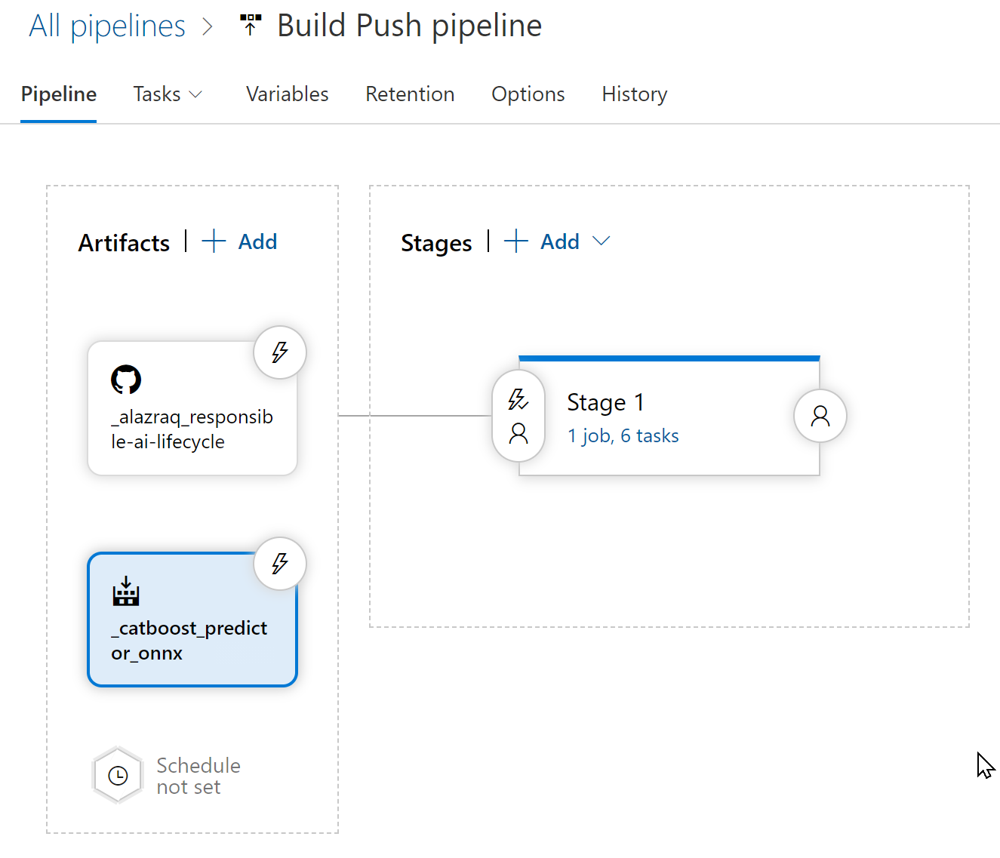 All pipelines > Build Push pipeline
Pipeline Tasks Variables Retention Options History
Artifacts | + Add
Stages | + Add
_alazraq_responsib
le-ai-lifecycle
Stage 1
1 job, 6 tasks
_catboost_predict
or_onnx
Schedule
not set